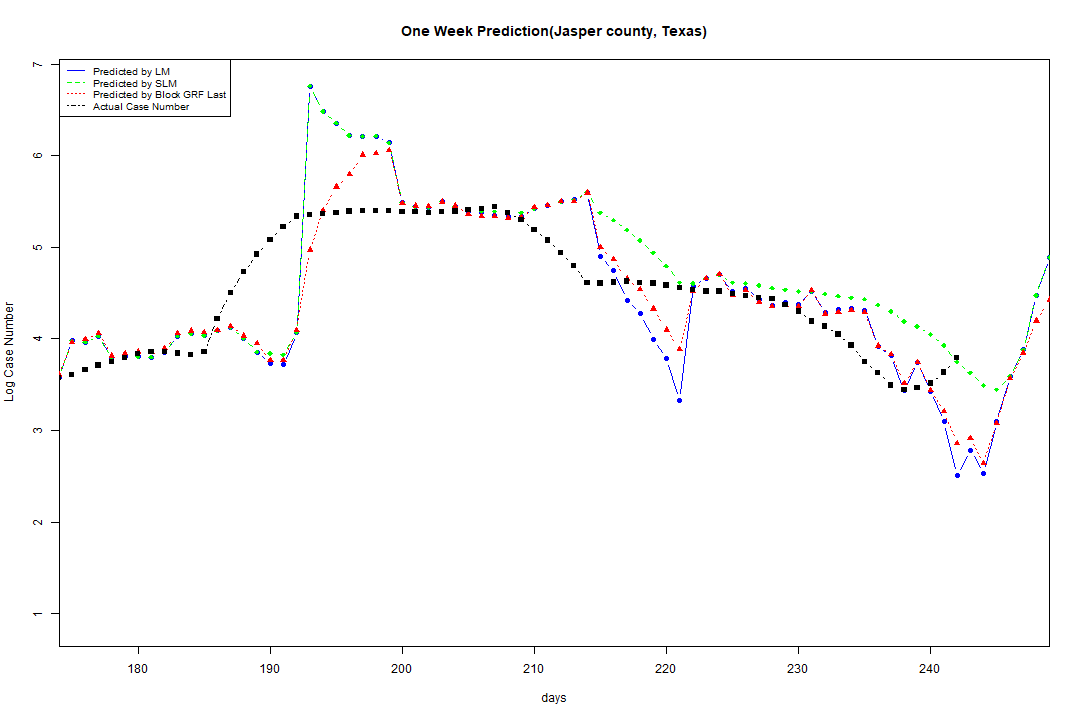 One Week Prediction(Jasper county, Texas)
7
Predicted by LM
Predicted by SLM
Predicted by Block GRF Last
Actual Case Number
6
5
4
3
2
1
Log Case Number
180 190 200 210 220 230 240
days